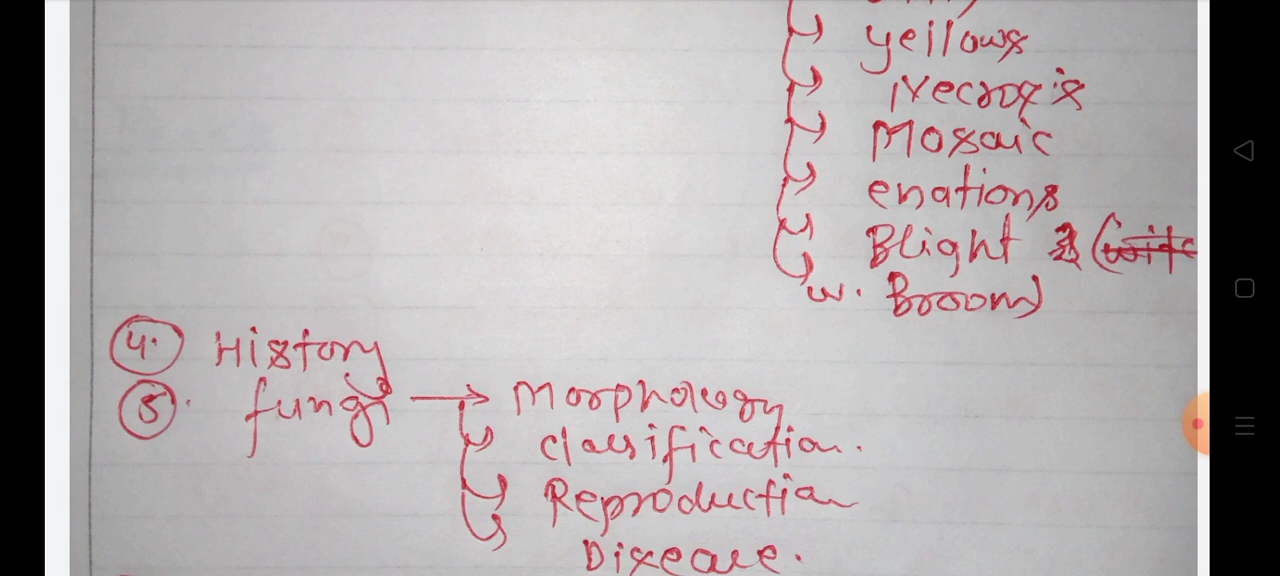 yellows
Necrosis
Mosaic
enations
Blight
w. Broom)
4. History
5. fungi → Morphology
classification.
Reproduction
Disease.